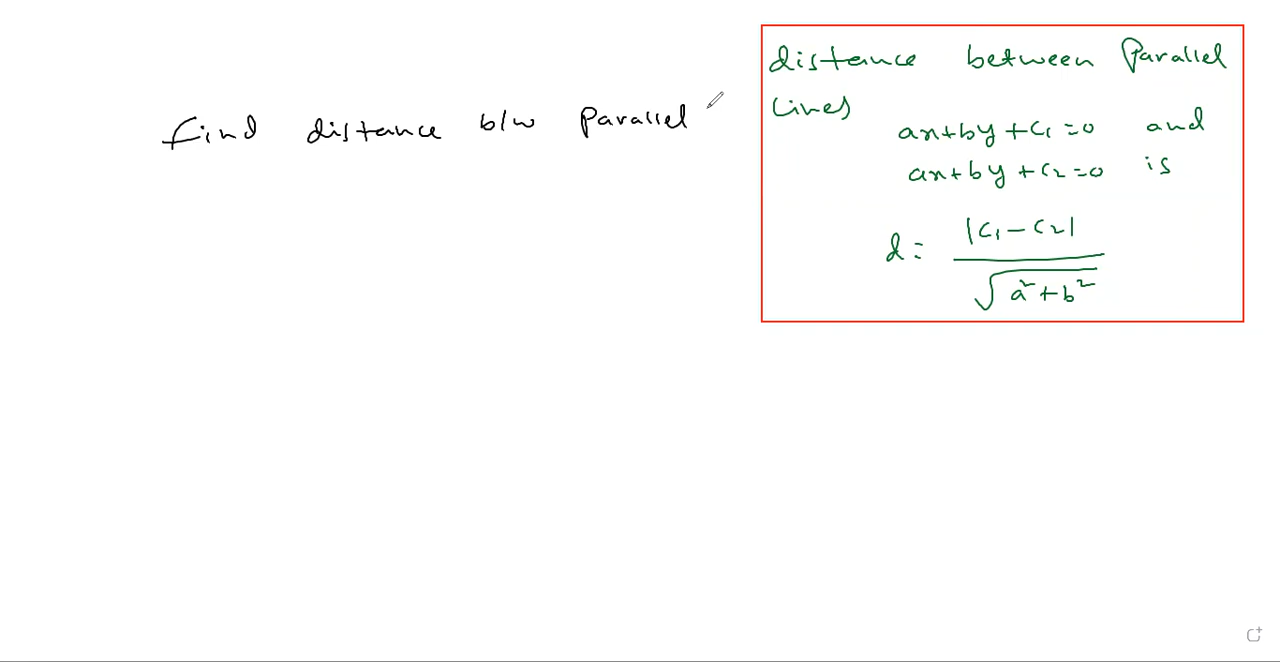 find distance b/w parallel
distance between Parallel
lines
ax+by+c₁=0 and
ax+by+c₂=0 is
d= |c₁-c₂|
√a²+b²